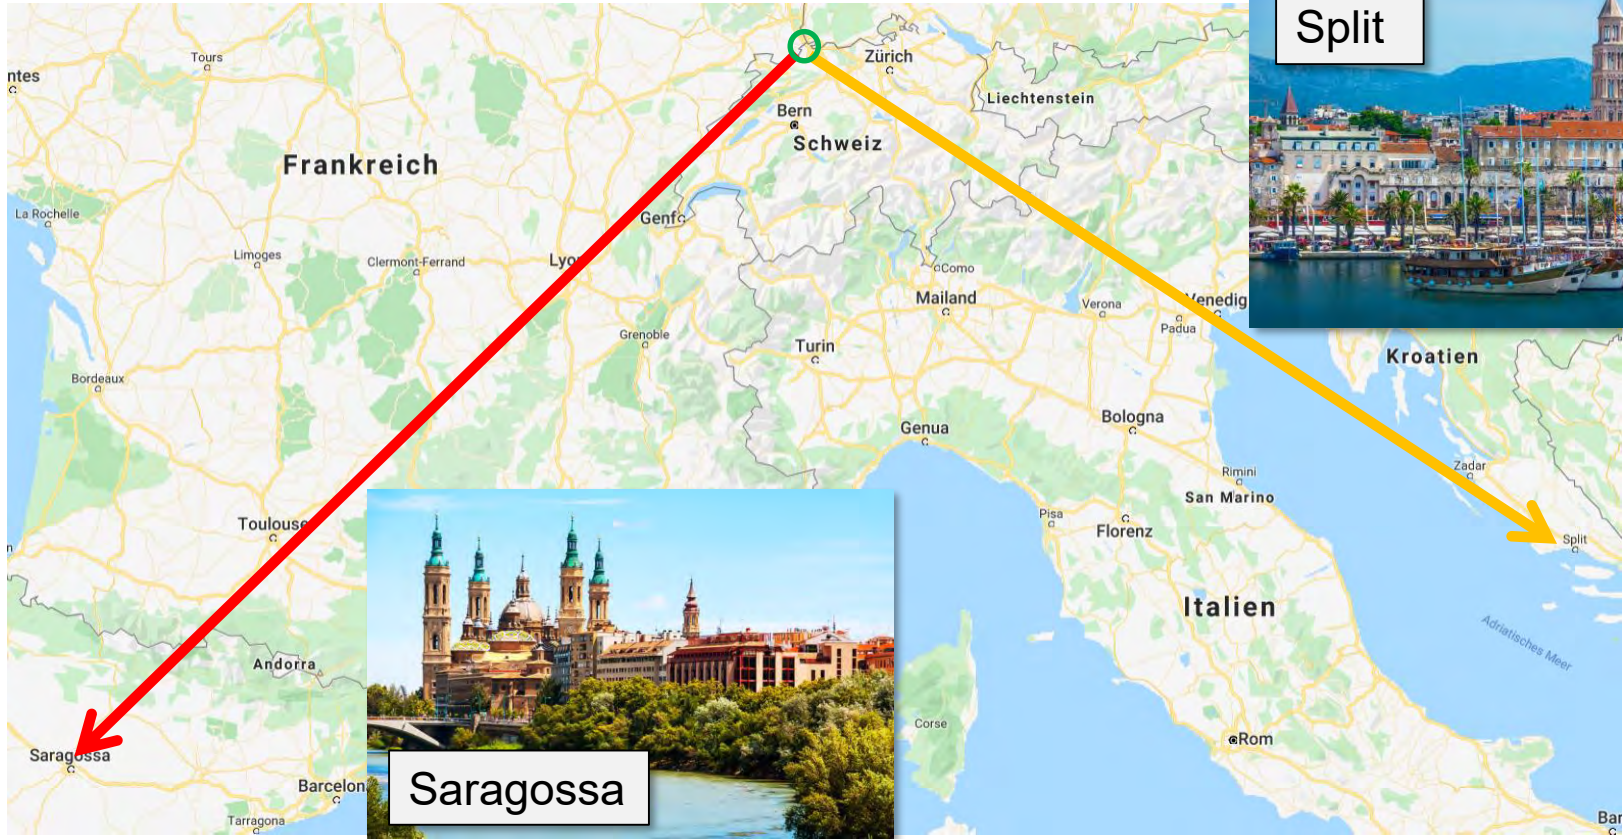 Split
Tours
ntes
Zürich
Liechtenstein
Bern
Schweiz
Frankreich
La Rochelle
Genf
Limoges
Clermont-Ferrand
Lyo
Como
Mailand
Verona
Venedig
Padua
Grenoble
Turin
Kroatien
Bordeaux
Bologna
Genua
Rimini
Zadar
San Marino
Pisa
Florenz
Toulouse
Split
Italien
Adriatisches Meer
Andorra
Corse
Rom
Saragossa
Barcelon
Saragossa
Tarragona
Bar